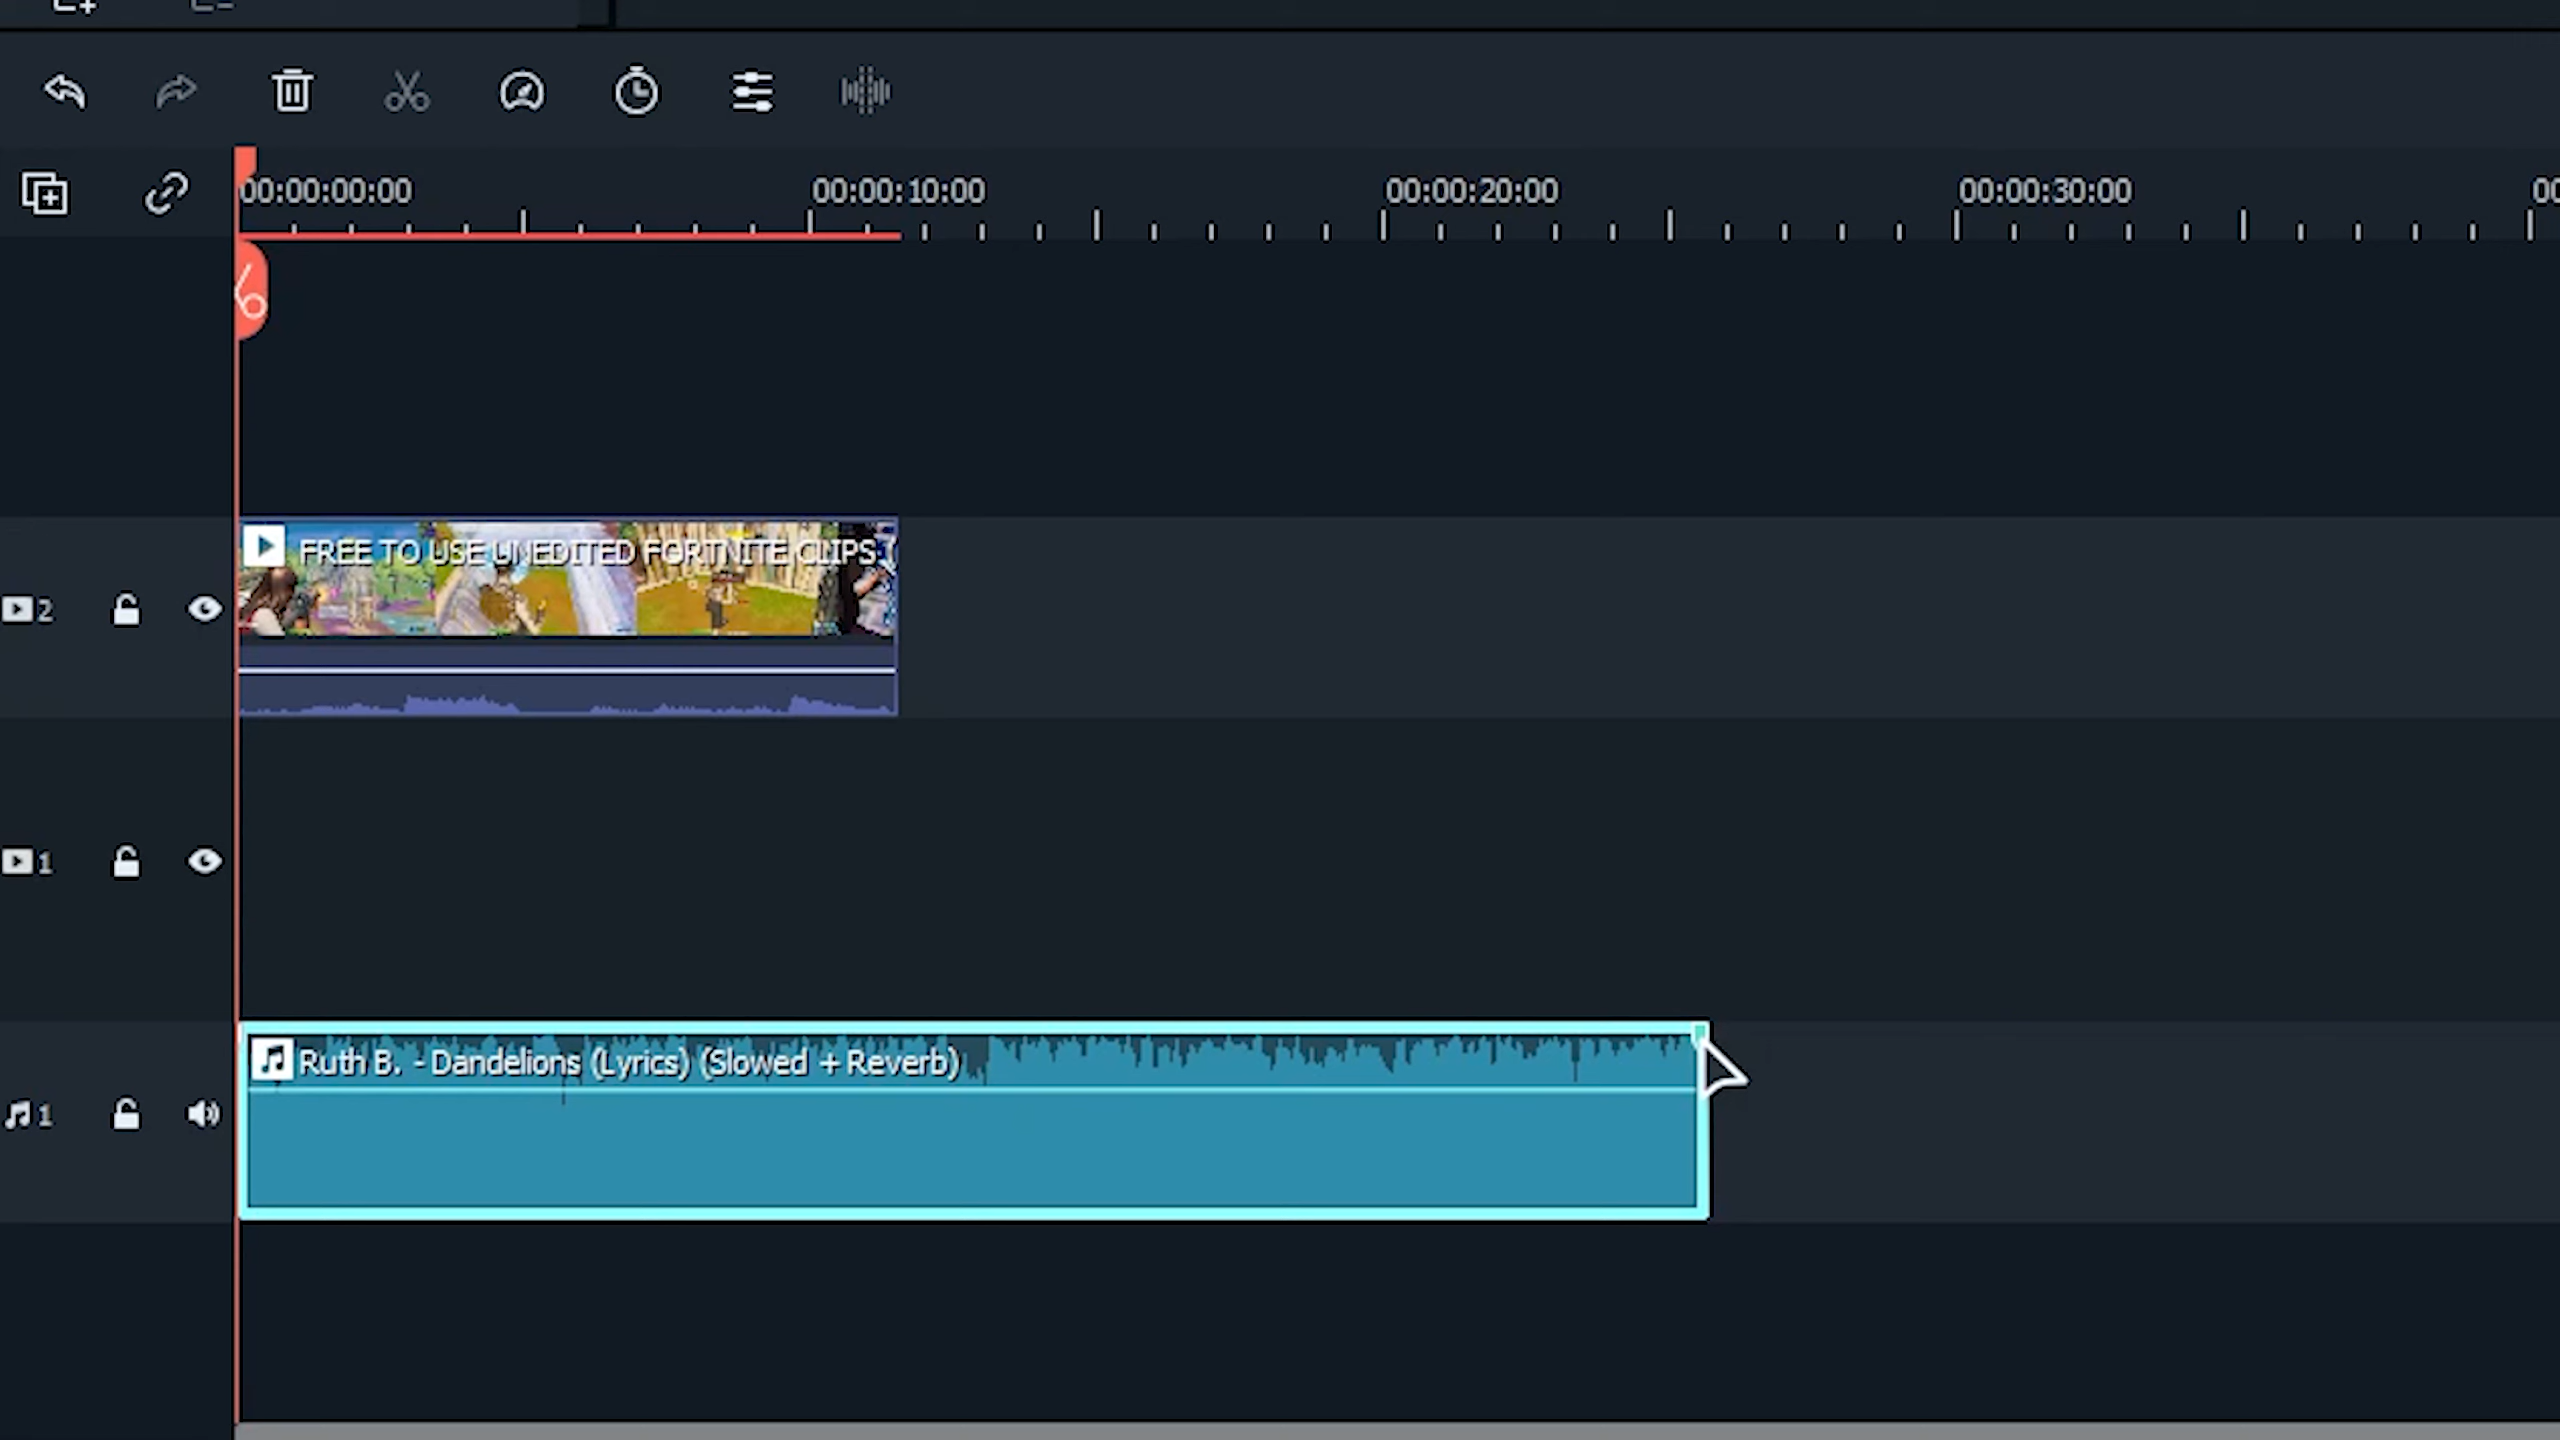 00:00:00:00 00:00:10:00 00:00:20:00 00:00:30:00 00
FREE TO USE UNEDITED FORTNITE CLIPS (
2
1
Ruth B. - Dandelions (Lyrics) (Slowed + Reverb)
1